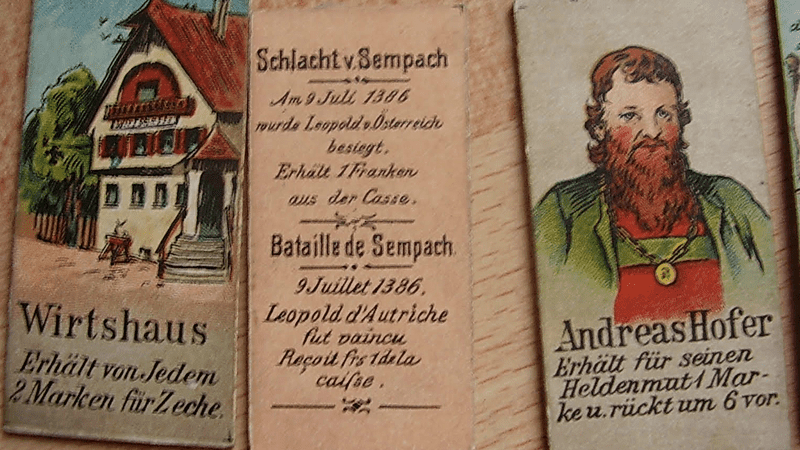 Wirtshaus
Erhält von Jedem
2 Marken für Zeche.
Schlacht v. Sempach
Am 9 Juli 1386
wurde Leopold v. Österreich
besiegt.
Erhält 1 Franken
aus der Casse.
Bataille de Sempach.
9 Juillet 1386.
Leopold d'Autriche
fut vaincu
Reçoit frs 1 de la
caiſse.
Andreas Hofer
Erhält für seinen
Heldenmut 1 Mar-
ke u. rückt um 6 vor.